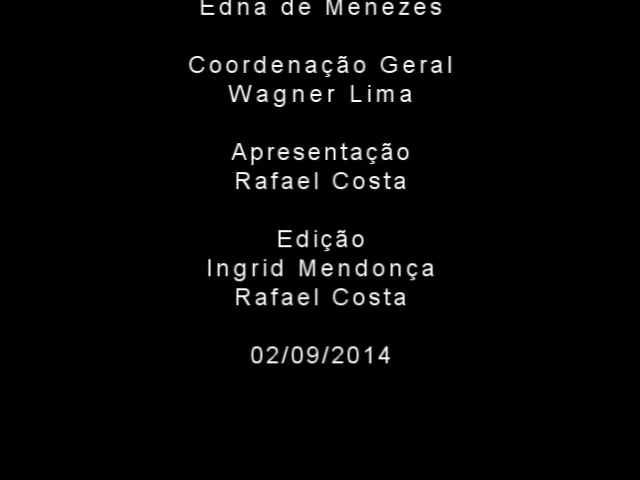 Edna de Menezes
Coordenação Geral
Wagner Lima
Apresentação
Rafael Costa
Edição
Ingrid Mendonça
Rafael Costa
02/09/2014